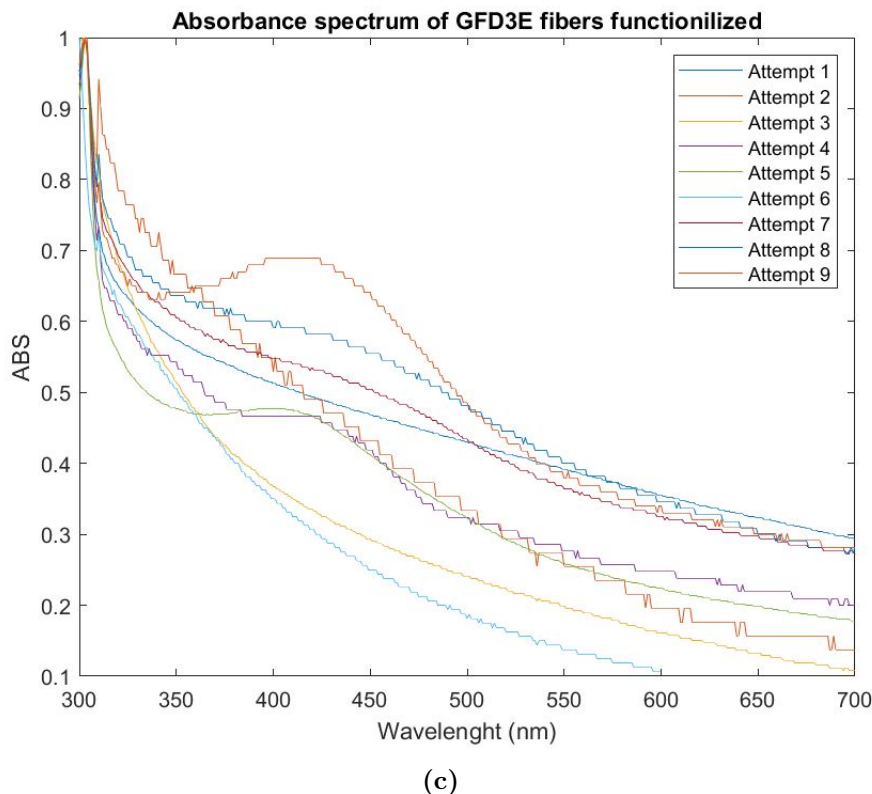 Absorbance spectrum of GFD3E fibers functionilized
1
0.9
0.8
0.7
0.6
0.5
0.4
0.3
0.2
0.1
ABS
Attempt 1
Attempt 2
Attempt 3
Attempt 4
Attempt 5
Attempt 6
Attempt 7
Attempt 8
Attempt 9
300 350 400 450 500 550 600 650 700
Wavelenght (nm)
(c)